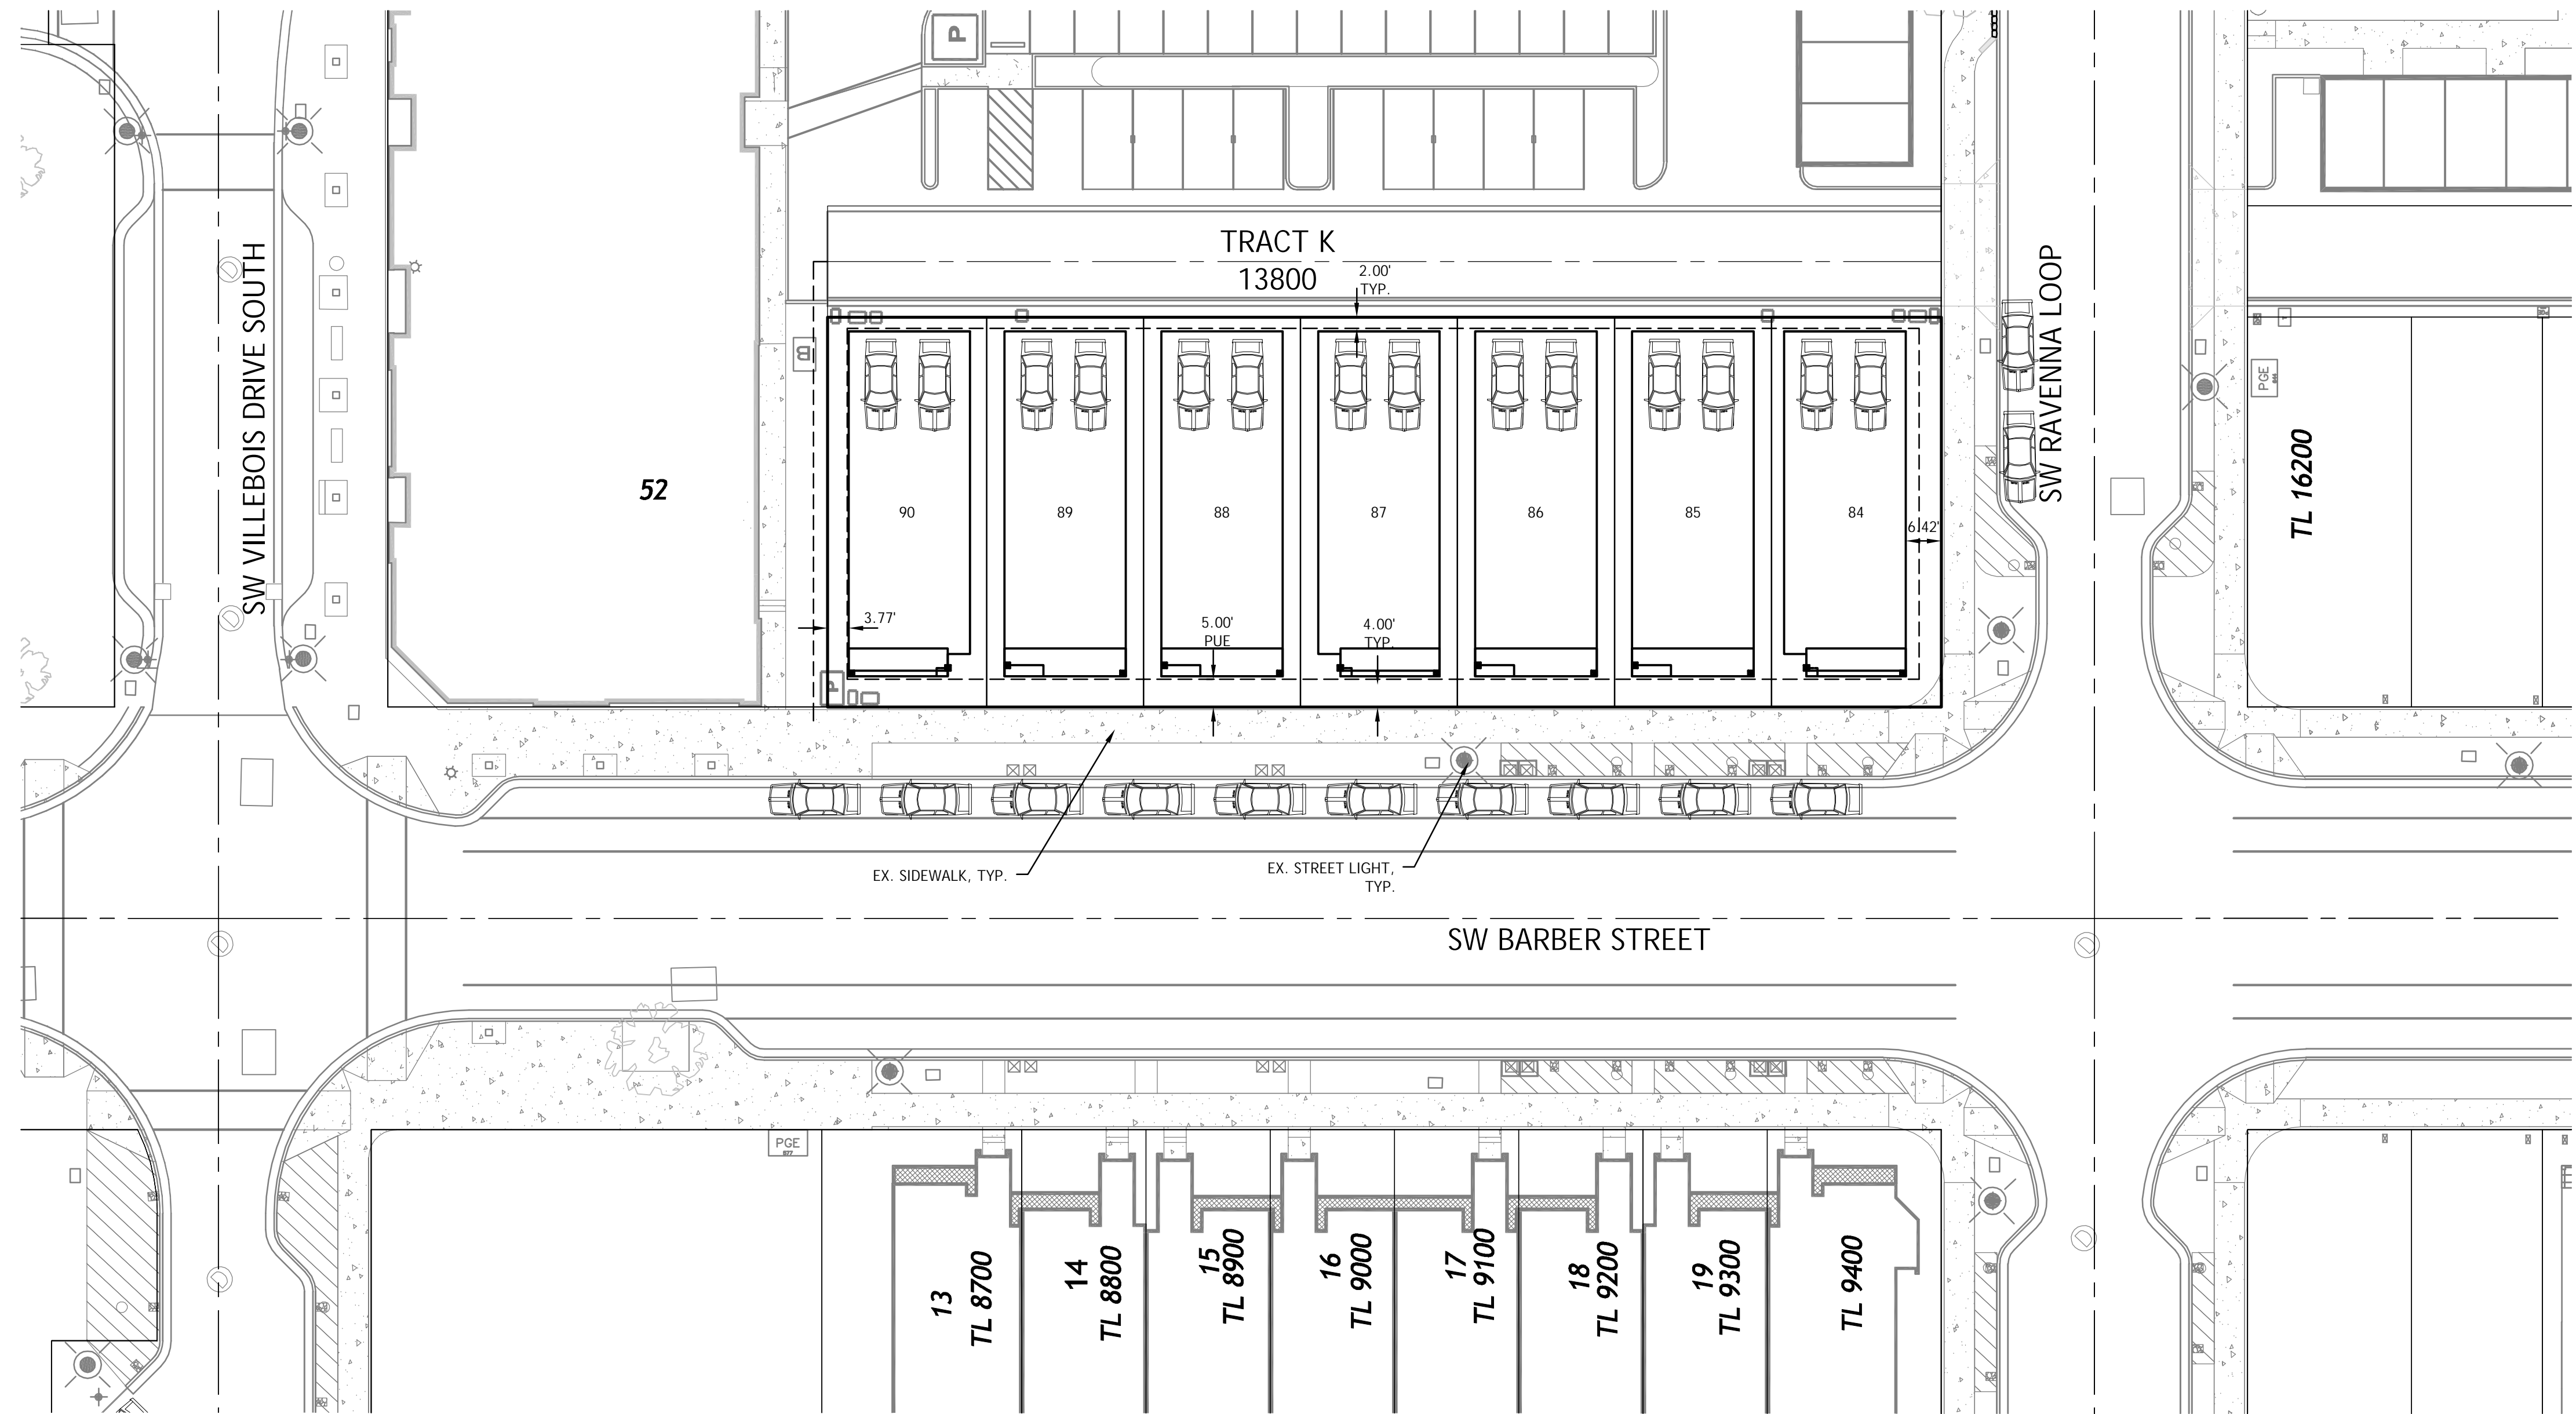 P
TRACT K
13800
2.00'
TYP.
SW VILLEBOIS DRIVE SOUTH
SW RAVENNA LOOP
D
B
PGE
TL 16200
52
90
89
88
87
86
85
84
6.42'
3.77'
5.00'
PUE
4.00'
TYP.
D
P
EX. SIDEWALK, TYP.
EX. STREET LIGHT,
TYP.
SW BARBER STREET
D
D
PGE
577
D
D
13
TL 8700
14
TL 8800
15
TL 8900
16
TL 9000
17
TL 9100
18
TL 9200
19
TL 9300
TL 9400